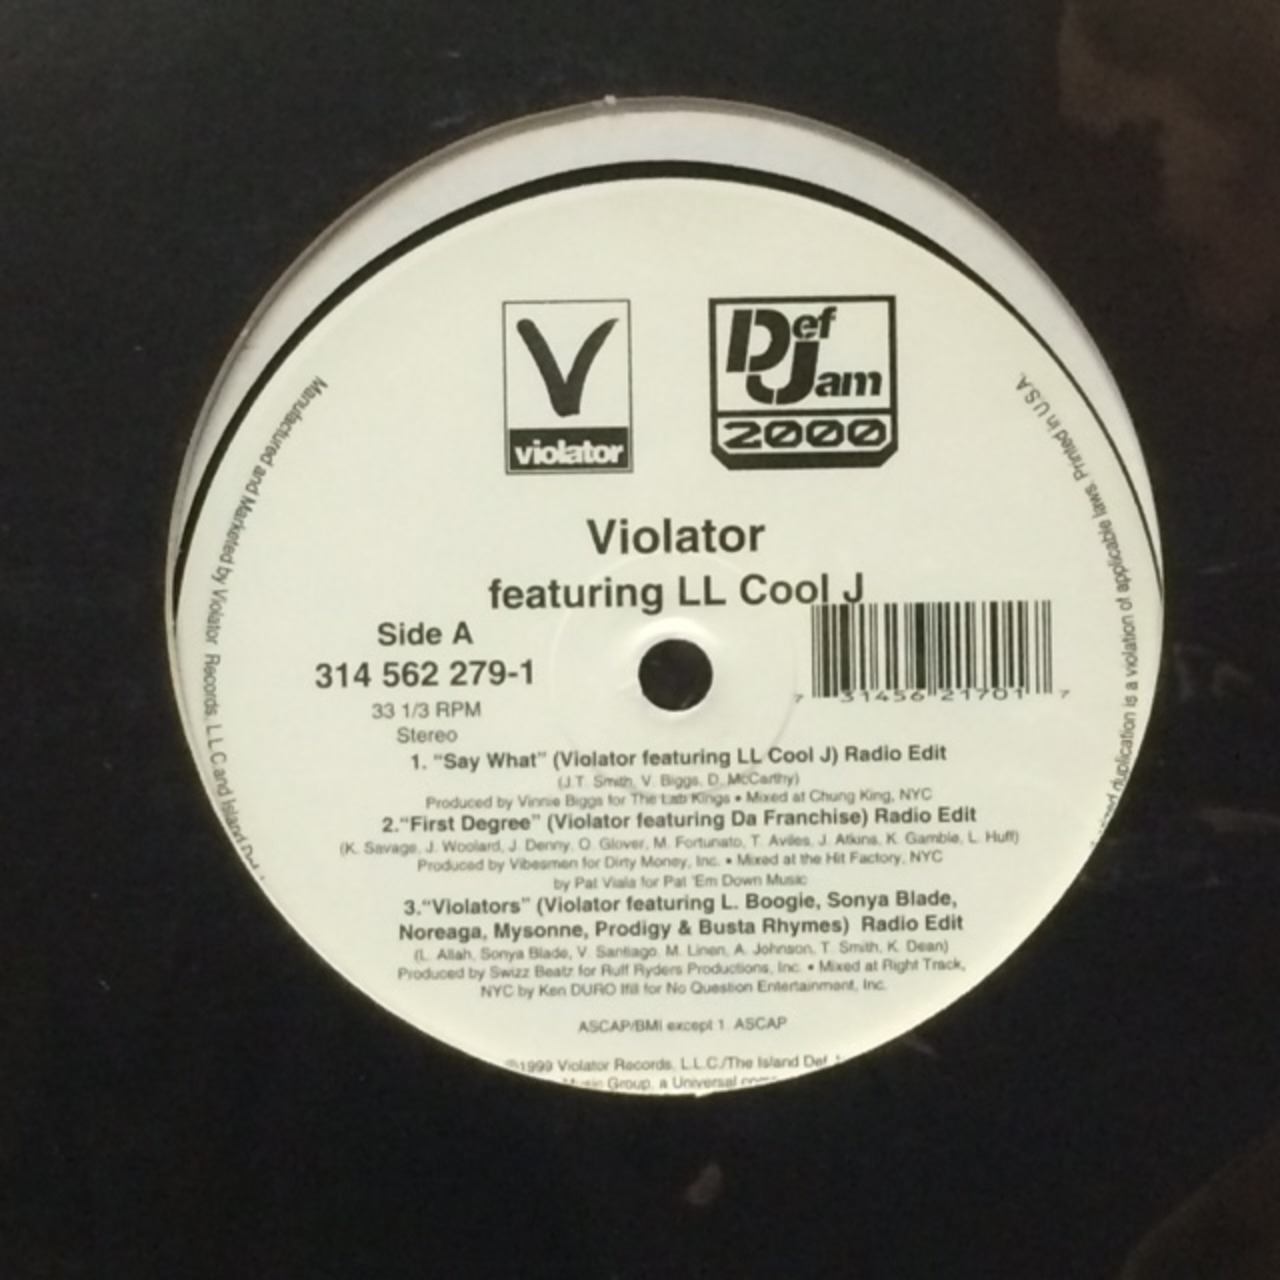 violator
Def Jam
2000
Violator
featuring LL Cool J
Side A
314 562 279-1
33 1/3 RPM
Stereo
7 31456 21701 7
1. “Say What” (Violator featuring LL Cool J) Radio Edit
(J.T. Smith, V. Biggs, D. McCarthy)
Produced by Vinnie Biggs for The Lab Kings • Mixed at Chung King, NYC
2.“First Degree” (Violator featuring Da Franchise) Radio Edit
(K. Savage, J. Woolard, J. Denny, O. Glover, M. Fortunato, T. Aviles, J. Atkins, K. Gamble, L. Huff)
Produced by Vibesmen for Dirty Money, Inc. • Mixed at the Hit Factory, NYC
by Pat Viala for Pat 'Em Down Music
3.“Violators” (Violator featuring L. Boogie, Sonya Blade,
Noreaga, Mysonne, Prodigy & Busta Rhymes) Radio Edit
(L. Allah, Sonya Blade, V. Santiago, M. Linen, A. Johnson, T. Smith, K. Dean)
Produced by Swizz Beatz for Ruff Ryders Productions, Inc. • Mixed at Right Track,
NYC by Ken DURO Ifill for No Question Entertainment, Inc.
ASCAP/BMI except 1. ASCAP
℗1999 Violator Records, L.L.C./The Island Def
Music Group, a Universal
Manufactured and Marketed by Violator Records, L.L.C and Island Def
duplication is a violation of applicable laws. Printed in U.S.A.